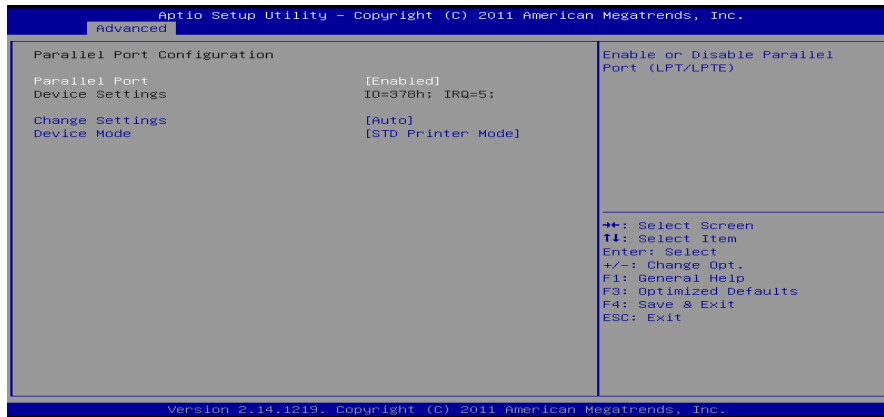 Aptio Setup Utility – Copyright (C) 2011 American Megatrends, Inc.
Advanced
Parallel Port Configuration
Parallel Port [Enabled]
Device Settings IO=378h; IRQ=5;
Change Settings [Auto]
Device Mode [STD Printer Mode]
Enable or Disable Parallel
Port (LPT/LPTE)
→←: Select Screen
↑↓: Select Item
Enter: Select
+/-: Change Opt.
F1: General Help
F3: Optimized Defaults
F4: Save & Exit
ESC: Exit
Version 2.14.1219. Copyright (C) 2011 American Megatrends, Inc.